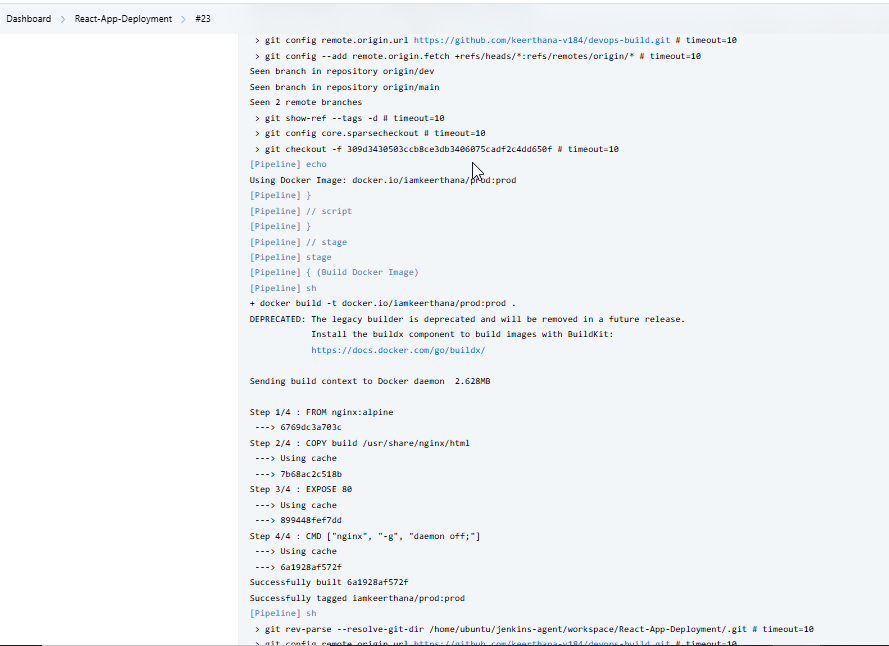 Dashboard > React-App-Deployment > #23
> git config remote.origin.url https://github.com/keerthana-v184/devops-build.git # timeout=10
> git config --add remote.origin.fetch +refs/heads/*:refs/remotes/origin/* # timeout=10
Seen branch in repository origin/dev
Seen branch in repository origin/main
Seen 2 remote branches
> git show-ref --tags -d # timeout=10
> git config core.sparsecheckout # timeout=10
> git checkout -f 309d3430503ccb8ce3db3406075cadf2c4dd650f # timeout=10
[Pipeline] echo
Using Docker Image: docker.io/iamkeerthana/prod:prod
[Pipeline] }
[Pipeline] // script
[Pipeline] }
[Pipeline] // stage
[Pipeline] stage
[Pipeline] { (Build Docker Image)
[Pipeline] sh
+ docker build -t docker.io/iamkeerthana/prod:prod .
DEPRECATED: The legacy builder is deprecated and will be removed in a future release.
Install the buildx component to build images with BuildKit:
https://docs.docker.com/go/buildx/
Sending build context to Docker daemon  2.628MB
Step 1/4 : FROM nginx:alpine
---> 6769dc3a703c
Step 2/4 : COPY build /usr/share/nginx/html
---> Using cache
---> 7b68ac2c518b
Step 3/4 : EXPOSE 80
---> Using cache
---> 899448fef7dd
Step 4/4 : CMD ["nginx", "-g", "daemon off;"]
---> Using cache
---> 6a1928af572f
Successfully built 6a1928af572f
Successfully tagged iamkeerthana/prod:prod
[Pipeline] sh
> git rev-parse --resolve-git-dir /home/ubuntu/jenkins-agent/workspace/React-App-Deployment/.git # timeout=10
> git config remote.origin.url https://github.com/keerthana-v184/devops-build.git # timeout=10